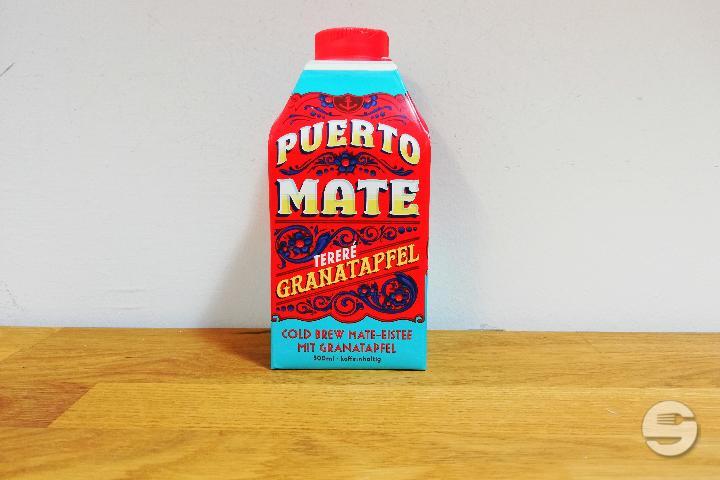 PUERTO
MATE
TERERÉ
GRANATAPFEL
COLD BREW MATE-EISTEE
MIT GRANATAPFEL
500ml · koffeinhaltig